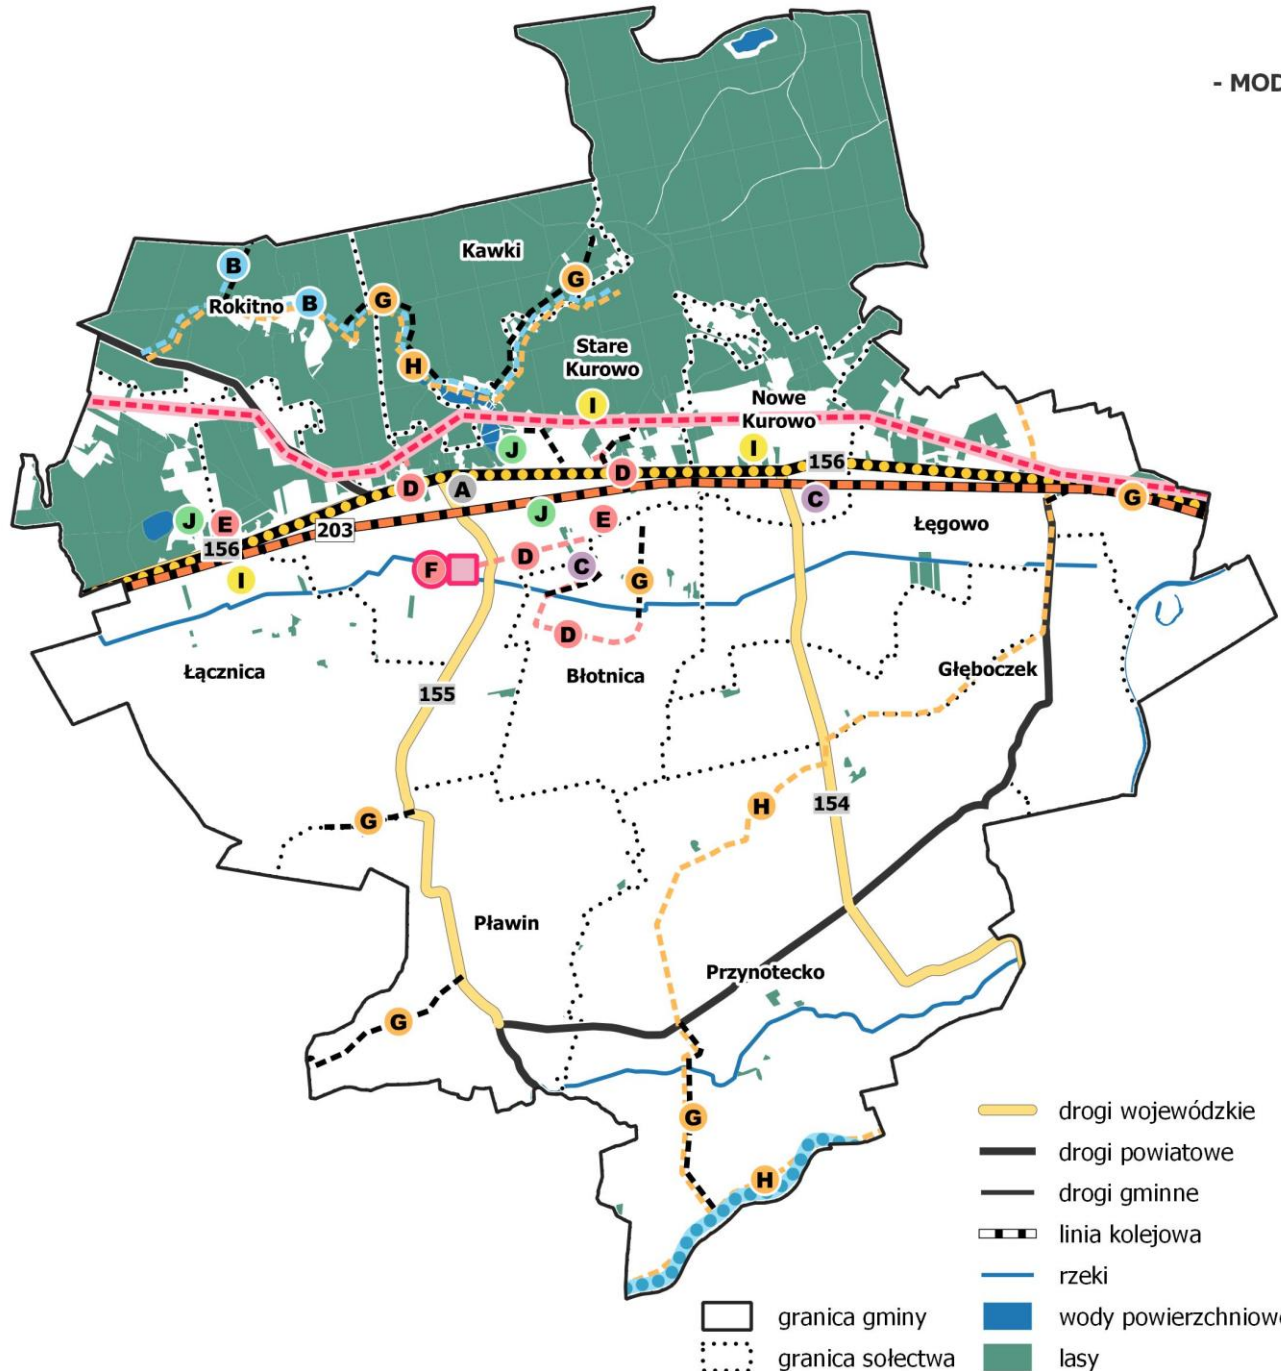 - MOD
Kawki
B
Rokitno
B
G
G
H
Stare
Kurowo
I
Nowe
Kurowo
I
J
156
D
A
D
C
G
J
E
156
203
J
E
Łęgowo
I
F
D
C
G
D
Łącznica
155
Błotnica
Głęboczek
G
H
154
Pławin
Przynotecko
G
G
H
drogi wojewódzkie
drogi powiatowe
drogi gminne
linia kolejowa
rzeki
granica gminy
wody powierzchniowe
granica sołectwa
lasy